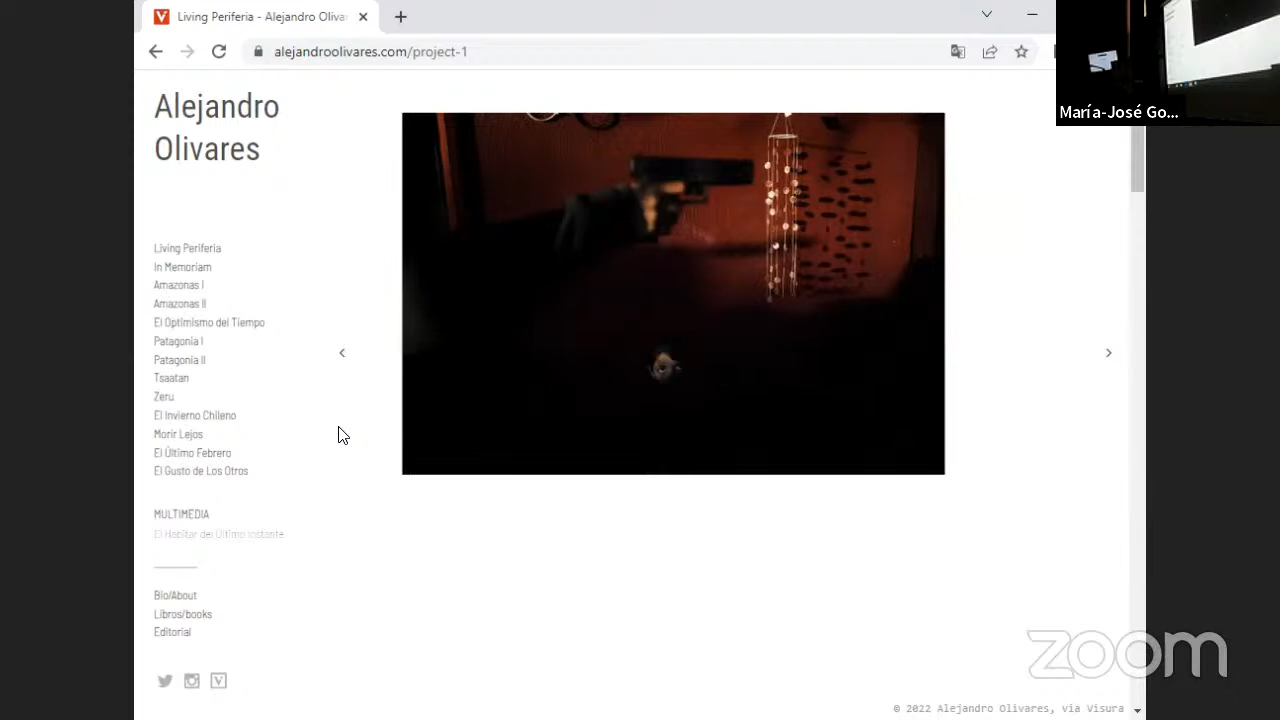 Living Periferia - Alejandro Oliva
alejandroolivares.com/project-1
María-José Go...
Alejandro
Olivares
Living Periferia
In Memoriam
Amazonas I
Amazonas II
El Optimismo del Tiempo
Patagonia I
Patagonia II
Tsaatan
Zeru
El Invierno Chileno
Morir Lejos
El Último Febrero
El Gusto de Los Otros
MULTIMEDIA
El Habitar del Último Instante
Bio/About
Libros/books
Editorial
zoom
© 2022 Alejandro Olivares, vía Visura